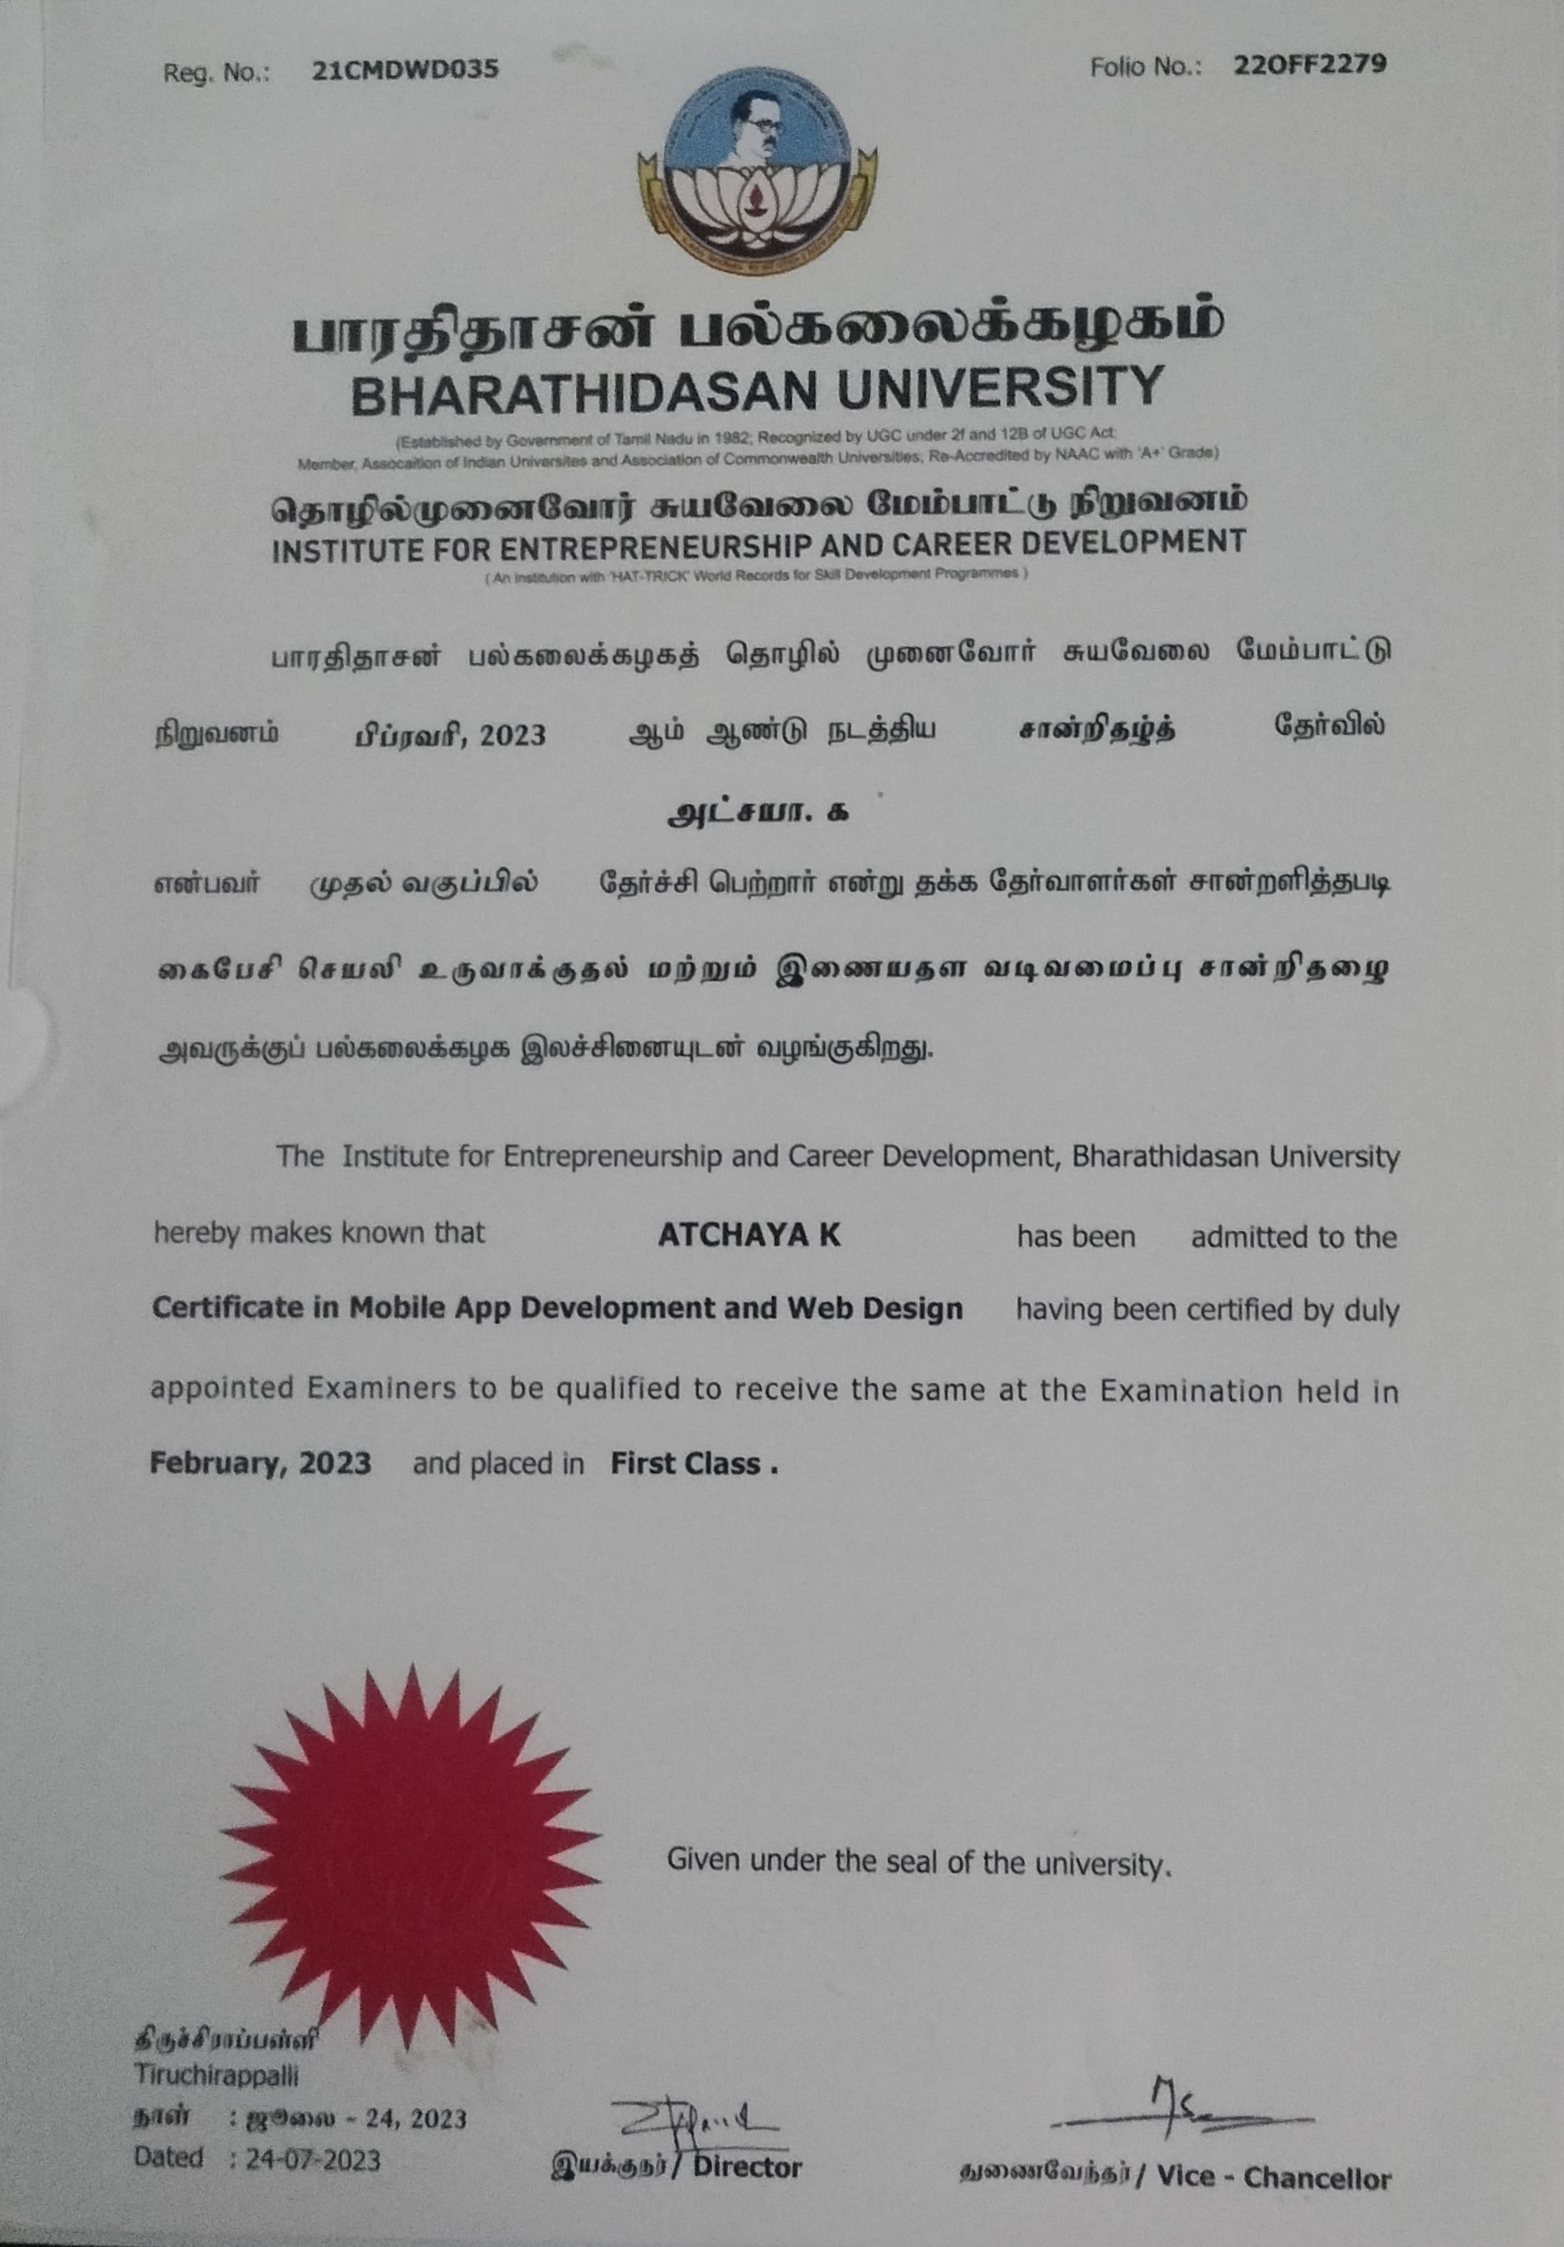 Reg. No.: 21CMDWD035 Folio No.: 22OFF2279
பாரதிதாசன் பல்கலைக்கழகம்
BHARATHIDASAN UNIVERSITY
(Established by Government of Tamil Nadu in 1982; Recognized by UGC under 2f and 12B of UGC Act;
Member, Assocaition of Indian Universites and Association of Commonwealth Universities; Re-Accredited by NAAC with 'A+' Grade)
தொழில்முனைவோர் சுயவேலை மேம்பாட்டு நிறுவனம்
INSTITUTE FOR ENTREPRENEURSHIP AND CAREER DEVELOPMENT
( An Institution with 'HAT-TRICK' World Records for Skill Development Programmes )
பாரதிதாசன் பல்கலைக்கழகத் தொழில் முனைவோர் சுயவேலை மேம்பாட்டு
நிறுவனம் பிப்ரவரி, 2023 ஆம் ஆண்டு நடத்திய சான்றிதழ்த் தேர்வில்
அட்சயா. க
என்பவர் முதல் வகுப்பில் தேர்ச்சி பெற்றார் என்று தக்க தேர்வாளர்கள் சான்றளித்தபடி
கைபேசி செயலி உருவாக்குதல் மற்றும் இணையதள வடிவமைப்பு சான்றிதழை
அவருக்குப் பல்கலைக்கழக இலச்சினையுடன் வழங்குகிறது.
The Institute for Entrepreneurship and Career Development, Bharathidasan University
hereby makes known that ATCHAYA K has been admitted to the
Certificate in Mobile App Development and Web Design having been certified by duly
appointed Examiners to be qualified to receive the same at the Examination held in
February, 2023 and placed in First Class .
Given under the seal of the university.
திருச்சிராப்பள்ளி
Tiruchirappalli
நாள் : ஜூலை - 24, 2023
Dated : 24-07-2023
இயக்குநர் / Director
துணைவேந்தர் / Vice - Chancellor